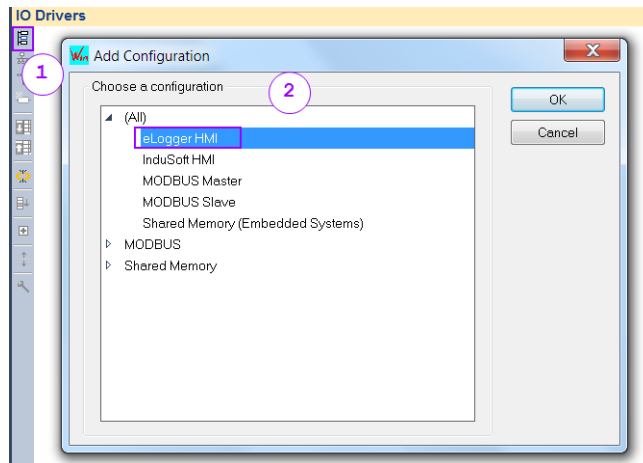 IO Drivers
1
Win Add Configuration
Choose a configuration
2
OK
(All)
eLogger HMI
Cancel
InduSoft HMI
MODBUS Master
MODBUS Slave
Shared Memory (Embedded Systems)
MODBUS
Shared Memory